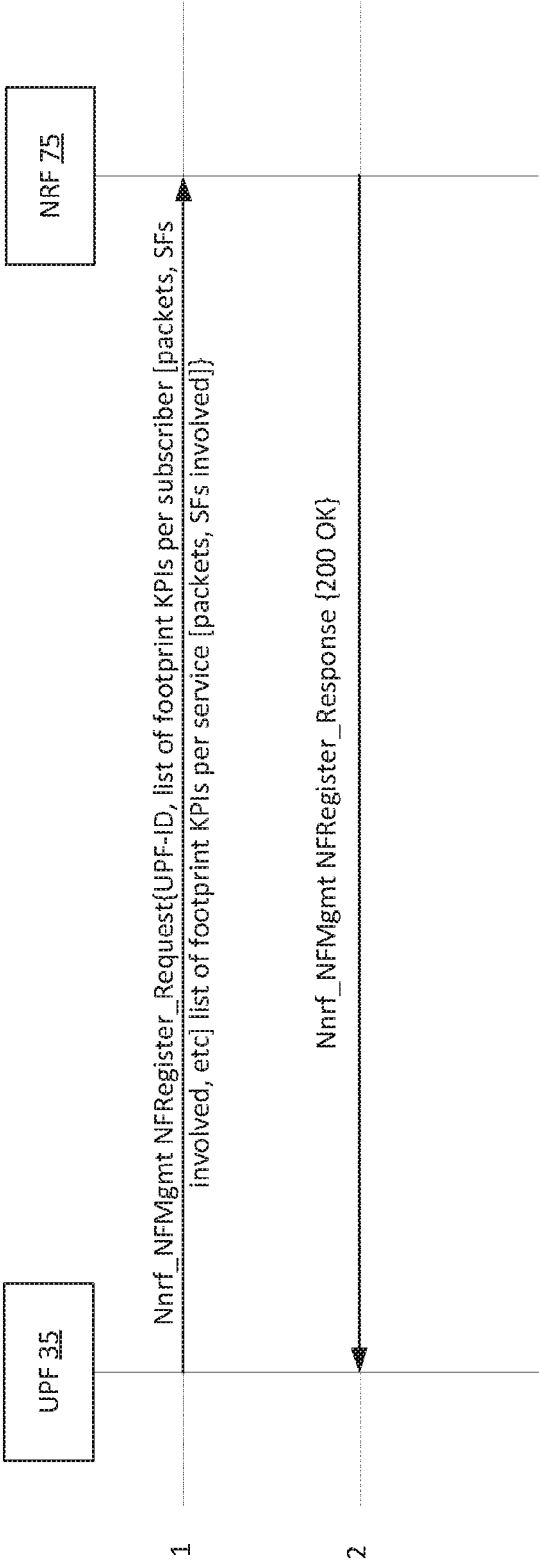 UPF 35
NRF 75
1
Nnrf_NFMgmt NFRegister_Request{UPF-ID, list of footprint KPIs per subscriber [packets, SFs
involved, etc] list of footprint KPIs per service [packets, SFs involved]}
2
Nnrf_NFMgmt NFRegister_Response {200 OK}